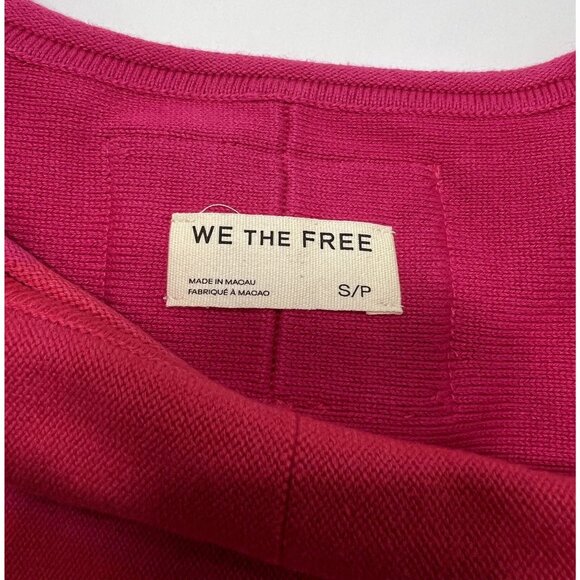 WE THE FREE
MADE IN MACAU
FABRIQUÉ À MACAO
S/P